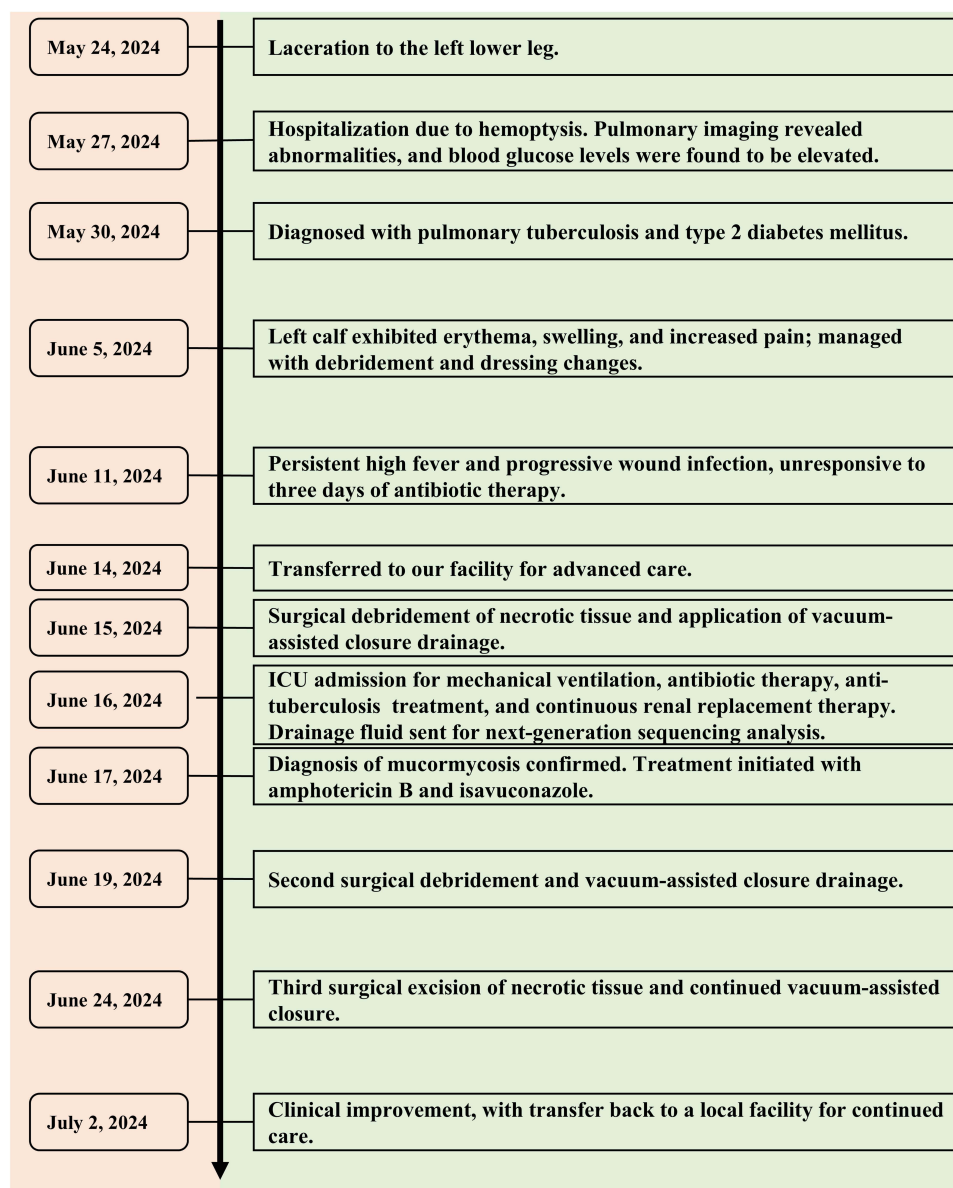 May 24, 2024
Laceration to the left lower leg.
May 27, 2024
Hospitalization due to hemoptysis. Pulmonary imaging revealed
abnormalities, and blood glucose levels were found to be elevated.
May 30, 2024
Diagnosed with pulmonary tuberculosis and type 2 diabetes mellitus.
June 5, 2024
Left calf exhibited erythema, swelling, and increased pain; managed
with debridement and dressing changes.
June 11, 2024
Persistent high fever and progressive wound infection, unresponsive to
three days of antibiotic therapy.
June 14, 2024
Transferred to our facility for advanced care.
June 15, 2024
Surgical debridement of necrotic tissue and application of vacuum-
assisted closure drainage.
June 16, 2024
ICU admission for mechanical ventilation, antibiotic therapy, anti-
tuberculosis treatment, and continuous renal replacement therapy.
Drainage fluid sent for next-generation sequencing analysis.
June 17, 2024
Diagnosis of mucormycosis confirmed. Treatment initiated with
amphotericin B and isavuconazole.
June 19, 2024
Second surgical debridement and vacuum-assisted closure drainage.
June 24, 2024
Third surgical excision of necrotic tissue and continued vacuum-assisted
closure.
July 2, 2024
Clinical improvement, with transfer back to a local facility for continued
care.